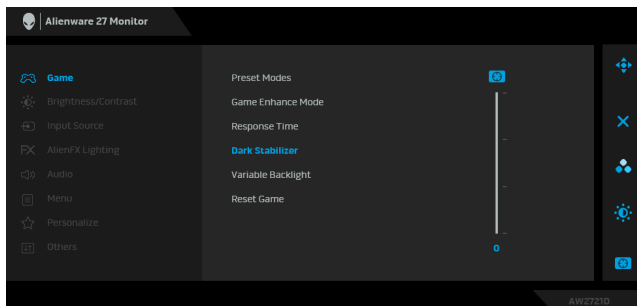 Alienware 27 Monitor
Game
Brightness/Contrast
Input Source
FX AlienFX Lighting
Audio
Menu
Personalize
Others
Preset Modes
Game Enhance Mode
Response Time
Dark Stabilizer
Variable Backlight
Reset Game
0
AW2721D